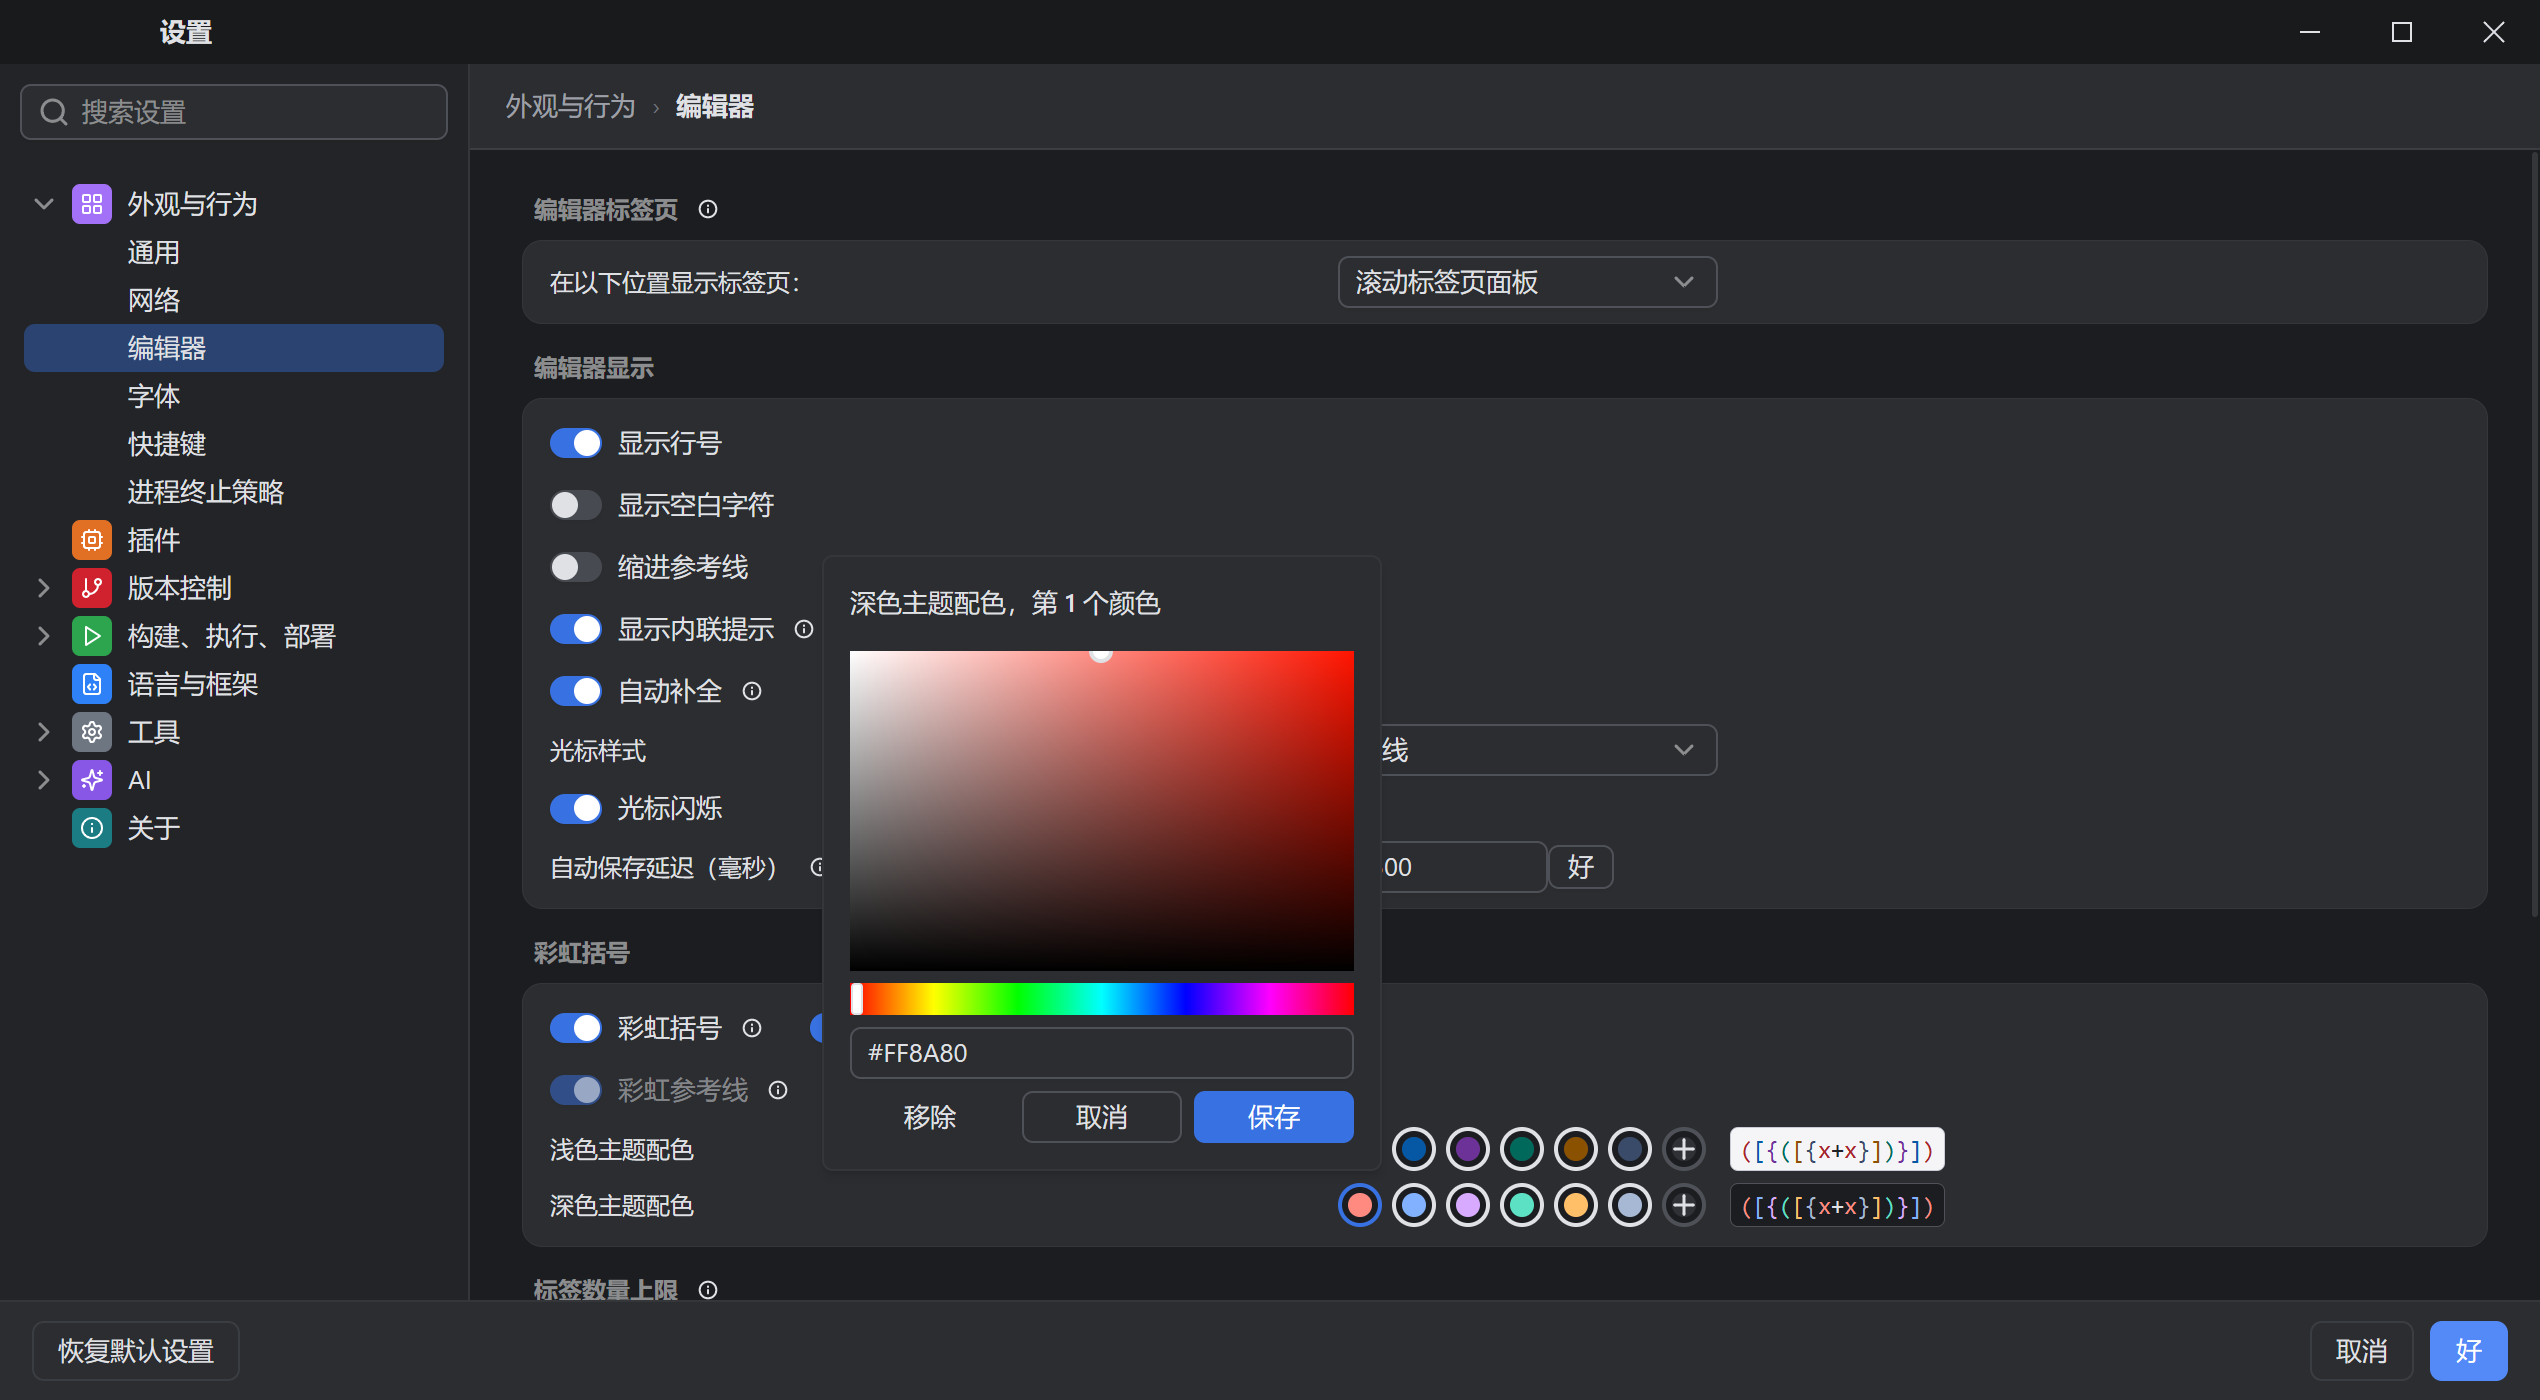 设置
搜索设置
外观与行为
通用
网络
编辑器
字体
快捷键
进程终止策略
插件
版本控制
构建、执行、部署
语言与框架
工具
AI
关于
外观与行为 › 编辑器
编辑器标签页
在以下位置显示标签页：
滚动标签页面板
编辑器显示
显示行号
显示空白字符
缩进参考线
显示内联提示
自动补全
光标样式
线
光标闪烁
自动保存延迟（毫秒）
00
好
彩虹括号
彩虹括号
彩虹参考线
浅色主题配色
([{([{x+x}])}])
深色主题配色
([{([{x+x}])}])
深色主题配色，第 1 个颜色
#FF8A80
移除
取消
保存
标签数量上限
恢复默认设置
取消
好